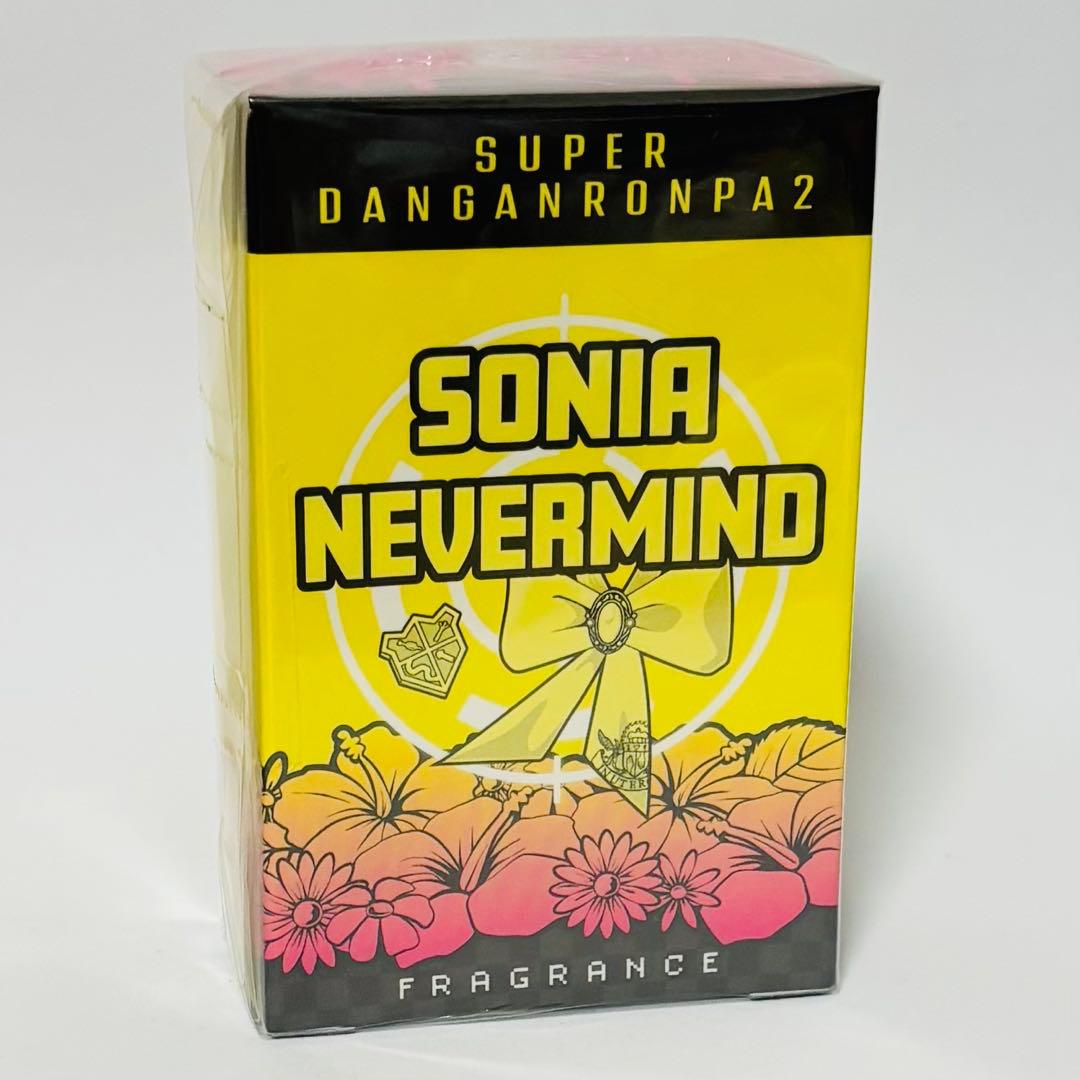 SUPER
DANGANRONPA2
SONIA
NEVERMIND
FRAGRANCE